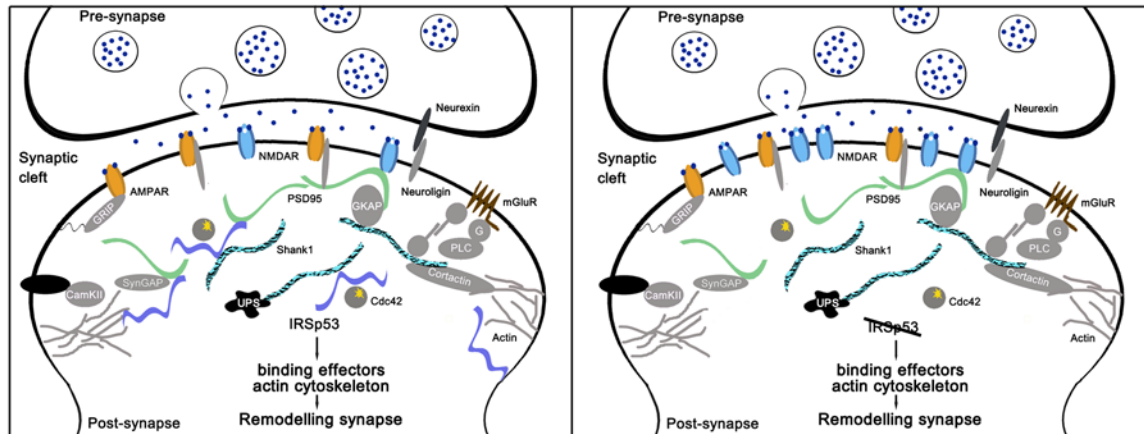 Pre-synapse
Neurexin
Synaptic
cleft
NMDAR
AMPAR
Neuroligin
GRIP
PSD95
GKAP
mGluR
G
PLC
Shank1
Cortactin
SynGAP
CamKII
UPS
Cdc42
IRSp53
Actin
binding effectors
actin cytoskeleton
Remodelling synapse
Post-synapse
Pre-synapse
Neurexin
Synaptic
cleft
NMDAR
AMPAR
Neuroligin
GRIP
PSD95
GKAP
mGluR
G
PLC
Shank1
Cortactin
SynGAP
CamKII
UPS
Cdc42
IRSp53
Actin
binding effectors
actin cytoskeleton
Remodelling synapse
Post-synapse